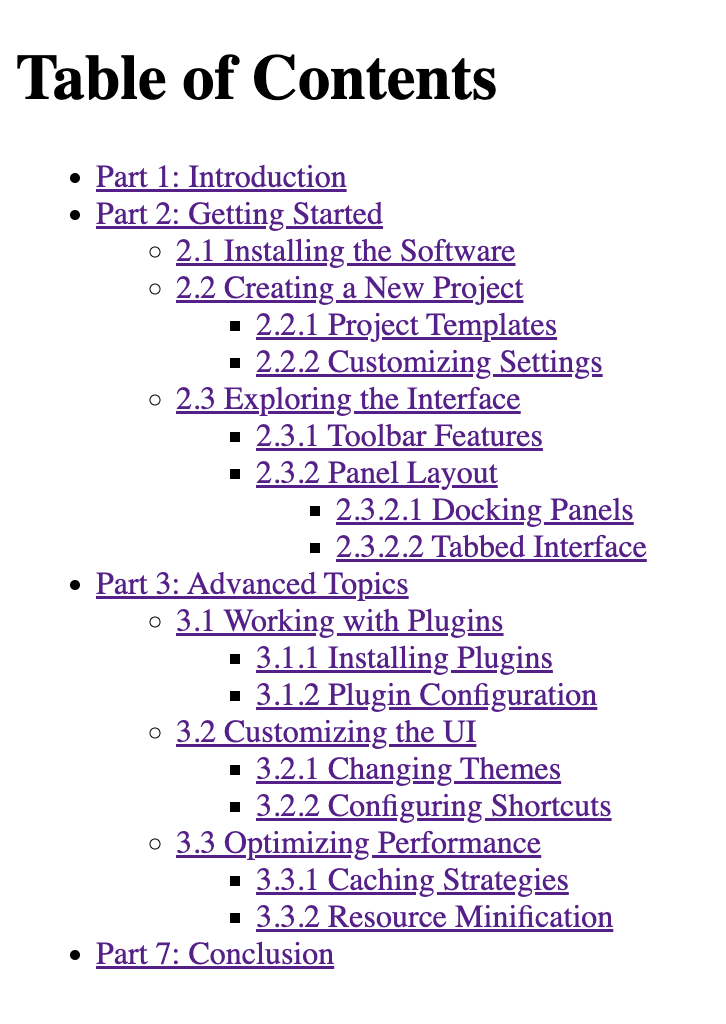 Table of Contents
Part 1: Introduction
Part 2: Getting Started
2.1 Installing the Software
2.2 Creating a New Project
2.2.1 Project Templates
2.2.2 Customizing Settings
2.3 Exploring the Interface
2.3.1 Toolbar Features
2.3.2 Panel Layout
2.3.2.1 Docking Panels
2.3.2.2 Tabbed Interface
Part 3: Advanced Topics
3.1 Working with Plugins
3.1.1 Installing Plugins
3.1.2 Plugin Configuration
3.2 Customizing the UI
3.2.1 Changing Themes
3.2.2 Configuring Shortcuts
3.3 Optimizing Performance
3.3.1 Caching Strategies
3.3.2 Resource Minification
Part 7: Conclusion